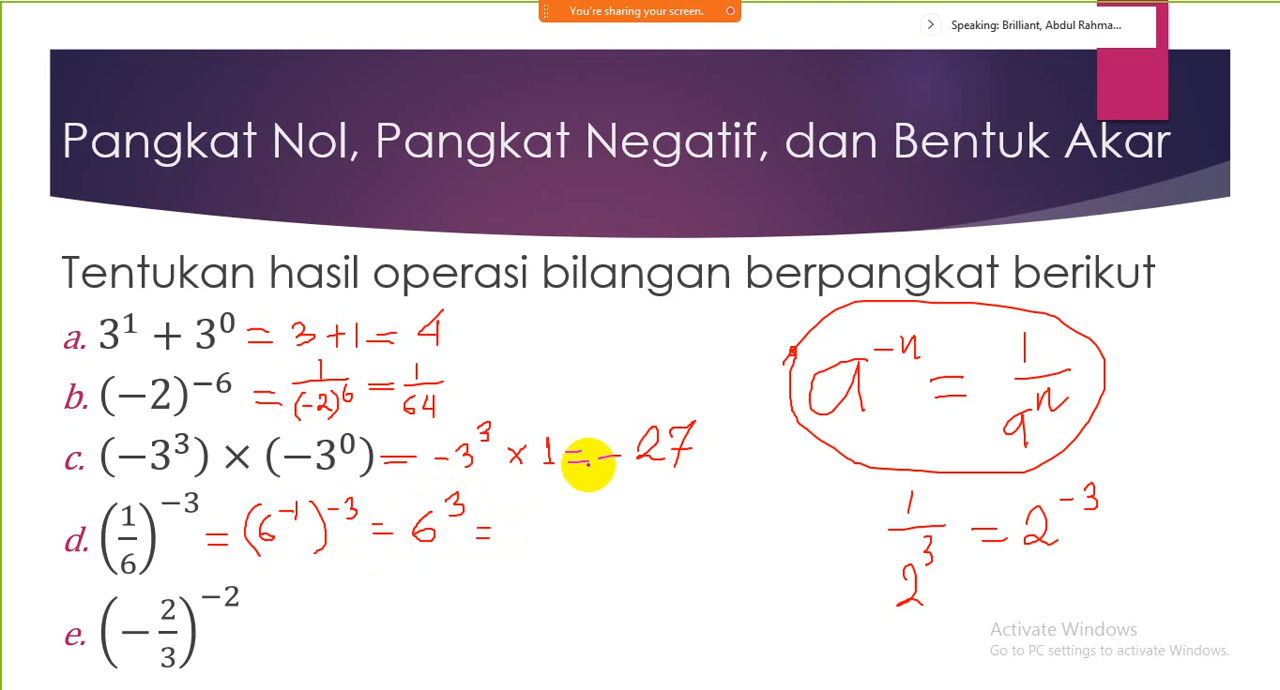 You're sharing your screen.
Speaking: Brilliant, Abdul Rahma...
Pangkat Nol, Pangkat Negatif, dan Bentuk Akar
Tentukan hasil operasi bilangan berpangkat berikut
a. 3¹ + 3⁰ = 3 + 1 = 4
b. (−2)⁻⁶ = 1/(-2)⁶ = 1/64
c. (−3³) × (−3⁰) = -3³ × 1 = - 27
d. (1/6)⁻³ = (6⁻¹)⁻³ = 6³ =
e. (−2/3)⁻²
a⁻ⁿ = 1/aⁿ
1/2³ = 2⁻³
Activate Windows
Go to PC settings to activate Windows.